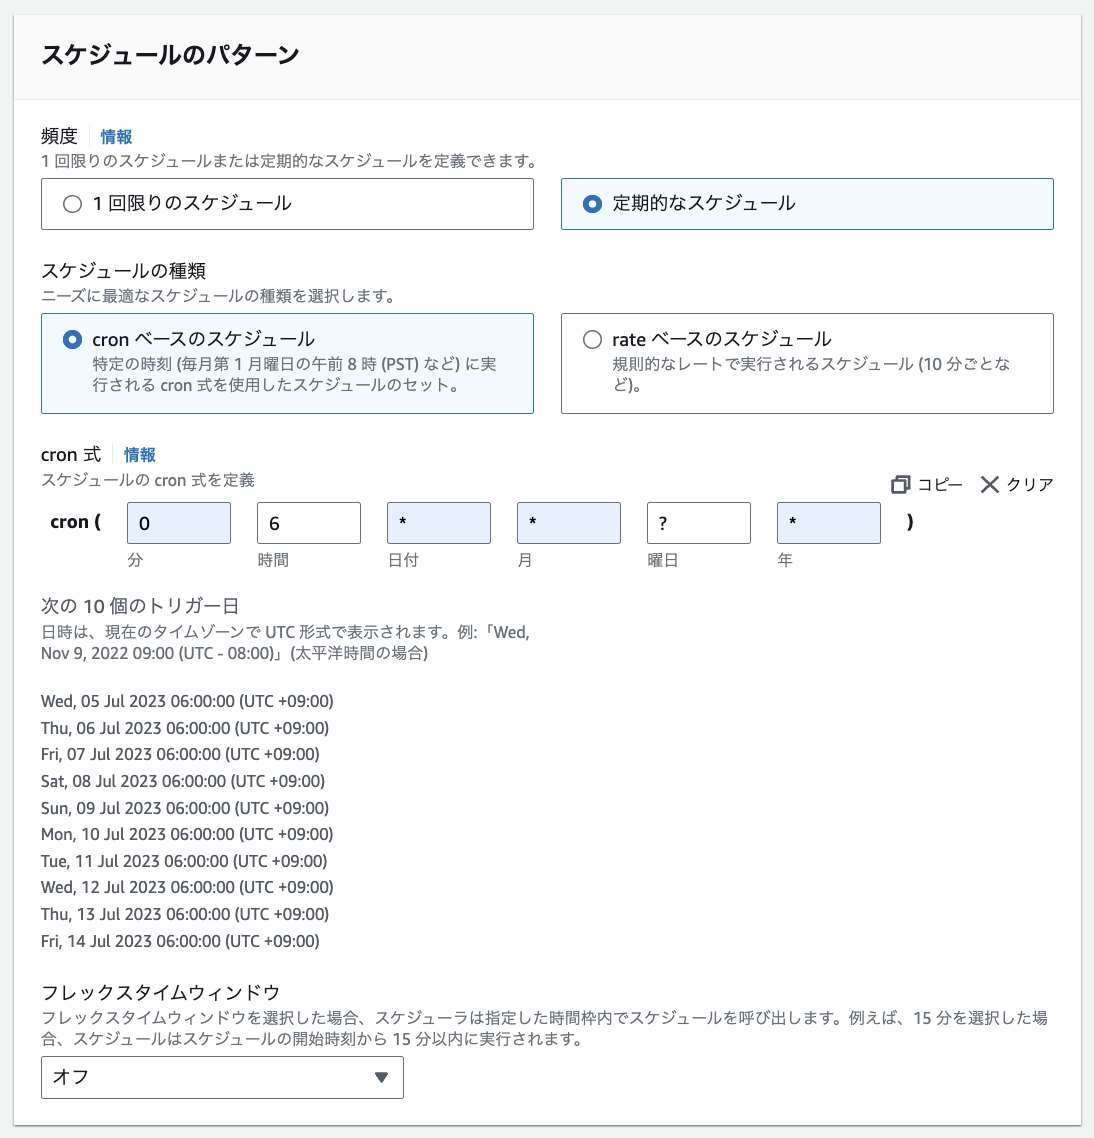 スケジュールのパターン
頻度 情報
1 回限りのスケジュールまたは定期的なスケジュールを定義できます。
1 回限りのスケジュール
定期的なスケジュール
スケジュールの種類
ニーズに最適なスケジュールの種類を選択します。
cron ベースのスケジュール
特定の時刻 (毎月第 1 月曜日の午前 8 時 (PST) など) に実
行される cron 式を使用したスケジュールのセット。
rate ベースのスケジュール
規則的なレートで実行されるスケジュール (10 分ごとな
ど)。
cron 式 情報
スケジュールの cron 式を定義
コピー クリア
cron ( 0 6 * * ? * )
分 時間 日付 月 曜日 年
次の 10 個のトリガー日
日時は、現在のタイムゾーンで UTC 形式で表示されます。例:「Wed,
Nov 9, 2022 09:00 (UTC - 08:00)」(太平洋時間の場合)
Wed, 05 Jul 2023 06:00:00 (UTC +09:00)
Thu, 06 Jul 2023 06:00:00 (UTC +09:00)
Fri, 07 Jul 2023 06:00:00 (UTC +09:00)
Sat, 08 Jul 2023 06:00:00 (UTC +09:00)
Sun, 09 Jul 2023 06:00:00 (UTC +09:00)
Mon, 10 Jul 2023 06:00:00 (UTC +09:00)
Tue, 11 Jul 2023 06:00:00 (UTC +09:00)
Wed, 12 Jul 2023 06:00:00 (UTC +09:00)
Thu, 13 Jul 2023 06:00:00 (UTC +09:00)
Fri, 14 Jul 2023 06:00:00 (UTC +09:00)
フレックスタイムウィンドウ
フレックスタイムウィンドウを選択した場合、スケジューラは指定した時間枠内でスケジュールを呼び出します。例えば、15 分を選択した場
合、スケジュールはスケジュールの開始時刻から 15 分以内に実行されます。
オフ